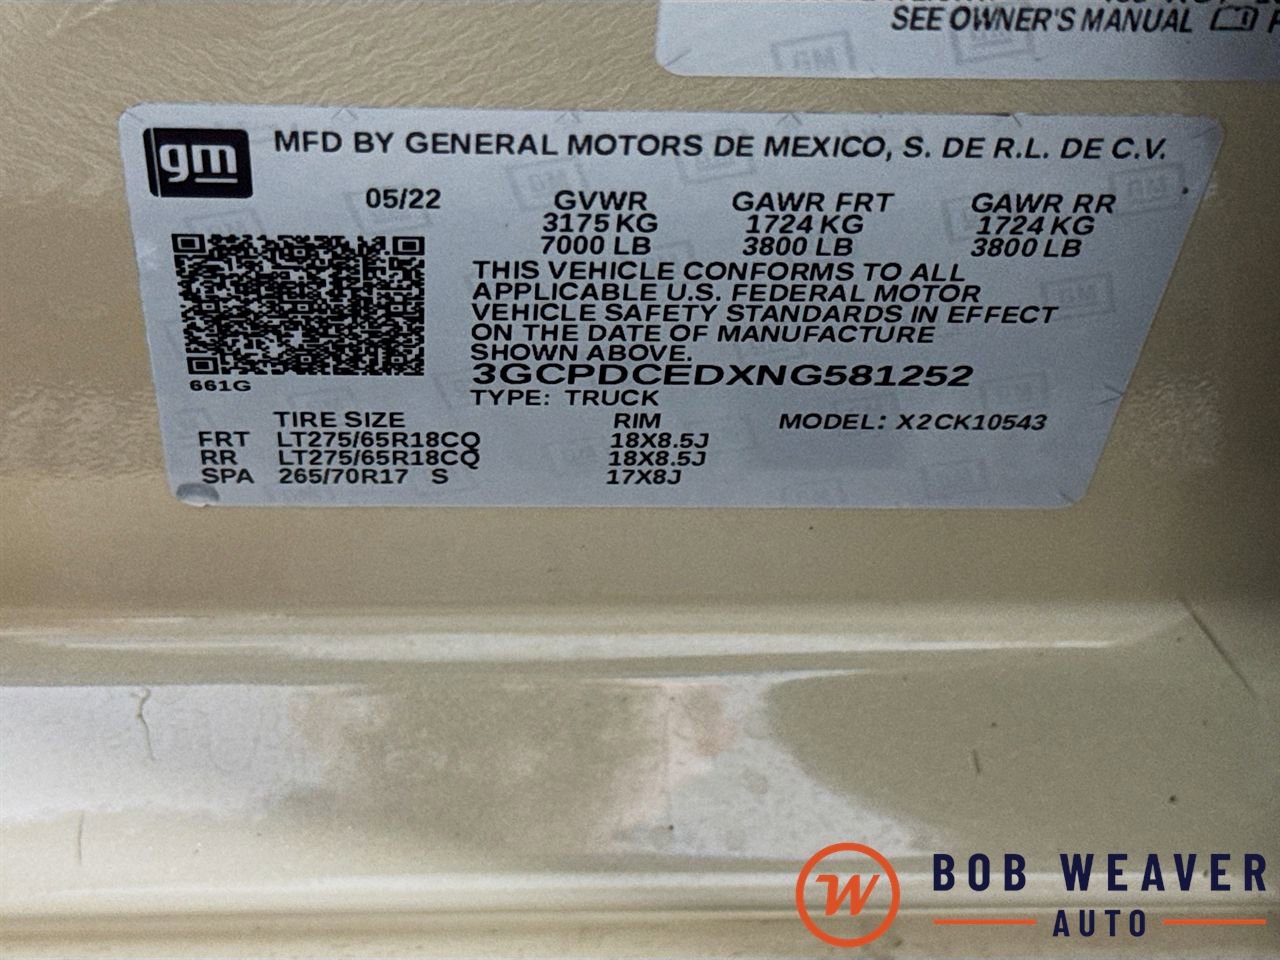 SEE OWNER'S MANUAL
gm
MFD BY GENERAL MOTORS DE MEXICO, S. DE R.L. DE C.V.
05/22 GVWR GAWR FRT GAWR RR
3175 KG 1724 KG 1724 KG
7000 LB 3800 LB 3800 LB
THIS VEHICLE CONFORMS TO ALL
APPLICABLE U.S. FEDERAL MOTOR
VEHICLE SAFETY STANDARDS IN EFFECT
ON THE DATE OF MANUFACTURE
SHOWN ABOVE.
661G
3GCPDCEDXNG581252
TYPE: TRUCK
TIRE SIZE RIM MODEL: X2CK10543
FRT LT275/65R18CQ 18X8.5J
RR LT275/65R18CQ 18X8.5J
SPA 265/70R17 S 17X8J
W BOB WEAVER
AUTO